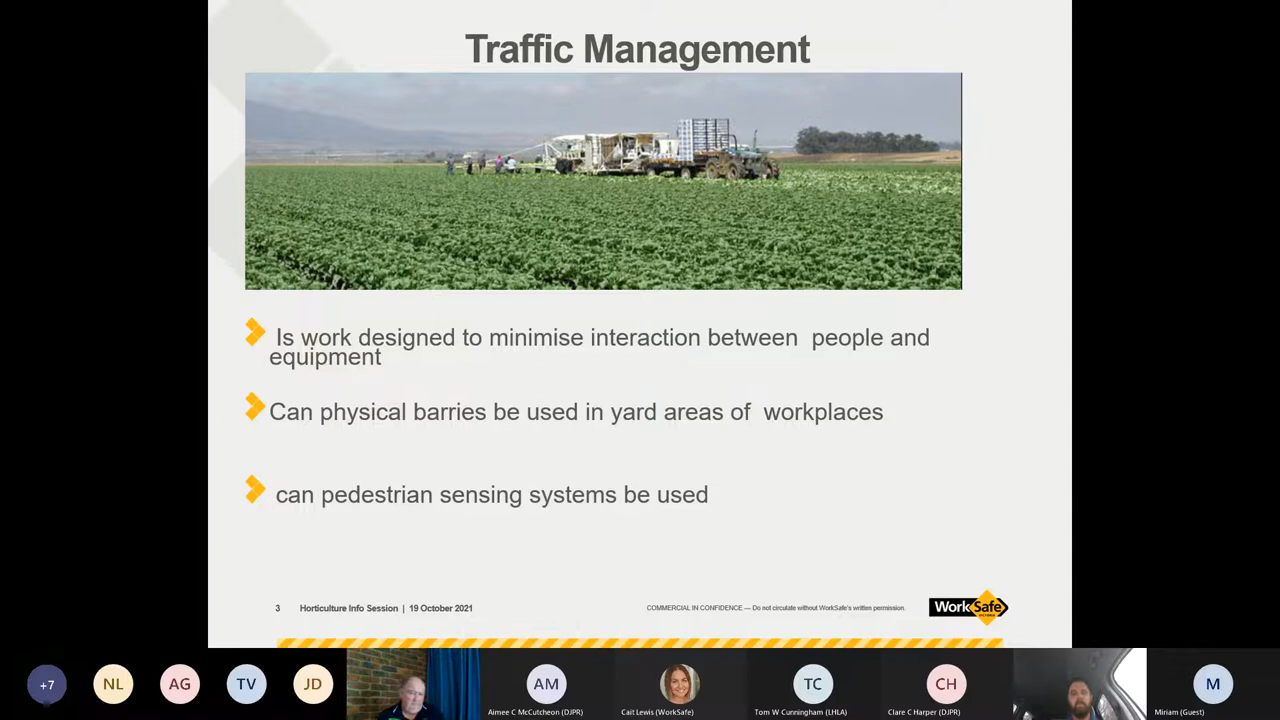 Traffic Management
Is work designed to minimise interaction between people and
equipment
Can physical barries be used in yard areas of workplaces
can pedestrian sensing systems be used
3 Horticulture Info Session | 19 October 2021
COMMERCIAL IN CONFIDENCE — Do not circulate without WorkSafe's written permission.
WorkSafe
VICTORIA
+7
NL
AG
TV
JD
AM
TC
CH
M
Aimee C McCutcheon (DJPR)
Cait Lewis (WorkSafe)
Tom W Cunningham (LHLA)
Clare C Harper (DJPR)
Miriam (Guest)